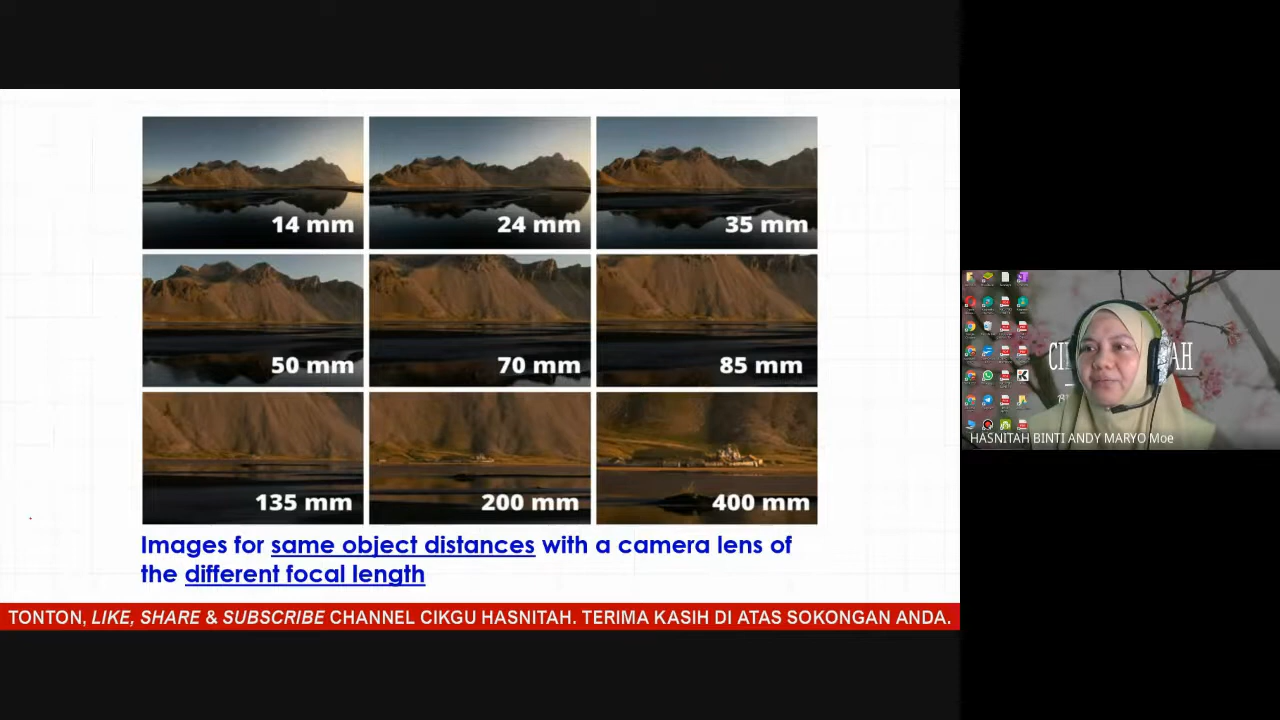 14 mm
24 mm
35 mm
50 mm
70 mm
85 mm
135 mm
200 mm
400 mm
Images for same object distances with a camera lens of
the different focal length
TONTON, LIKE, SHARE & SUBSCRIBE CHANNEL CIKGU HASNITAH. TERIMA KASIH DI ATAS SOKONGAN ANDA.
HASNITAH BINTI ANDY MARYO Moe